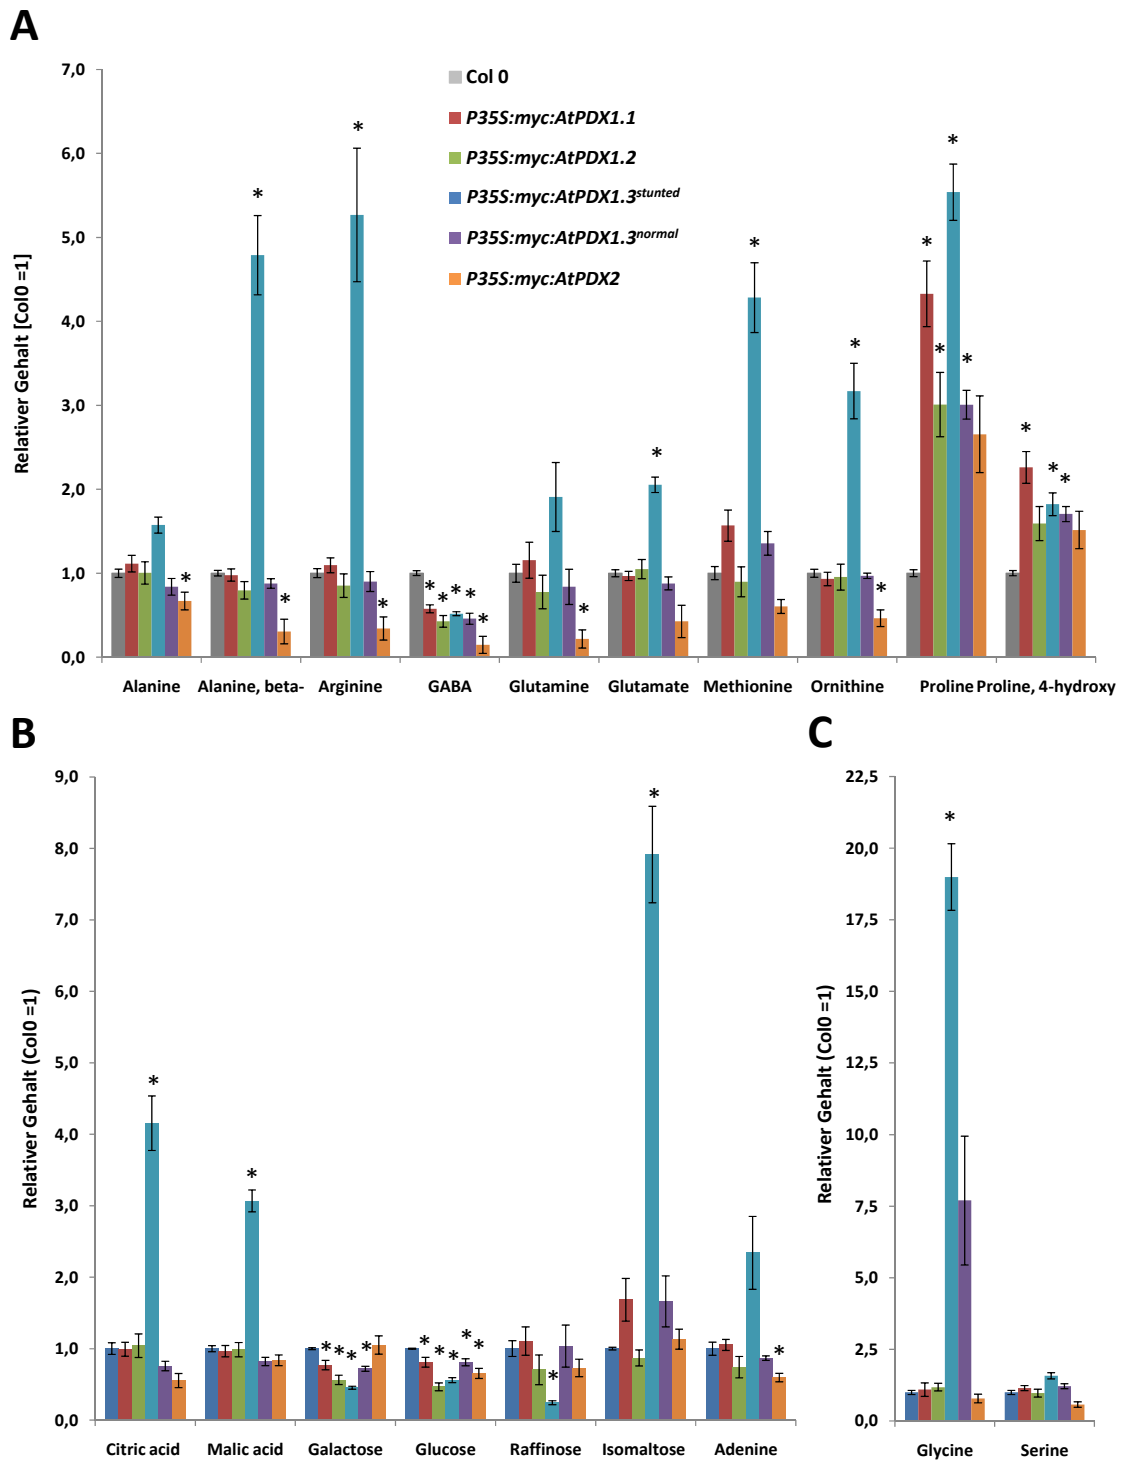 A
7,0
6,0
5,0
4,0
3,0
2,0
1,0
0,0
Relativer Gehalt [Col0 =1]
Col 0
P35S:myc:AtPDX1.1
P35S:myc:AtPDX1.2
P35S:myc:AtPDX1.3stunted
P35S:myc:AtPDX1.3normal
P35S:myc:AtPDX2
* * * * * * * * * * * * * * * * * * * * * *
Alanine Alanine, beta- Arginine GABA Glutamine Glutamate Methionine Ornithine Proline Proline, 4-hydroxy
B
9,0
8,0
7,0
6,0
5,0
4,0
3,0
2,0
1,0
0,0
Relativer Gehalt (Col0 =1)
* * * * * * * * * * * * *
Citric acid Malic acid Galactose Glucose Raffinose Isomaltose Adenine
C
22,5
20,0
17,5
15,0
12,5
10,0
7,5
5,0
2,5
0,0
Relativer Gehalt (Col0 =1)
*
Glycine Serine